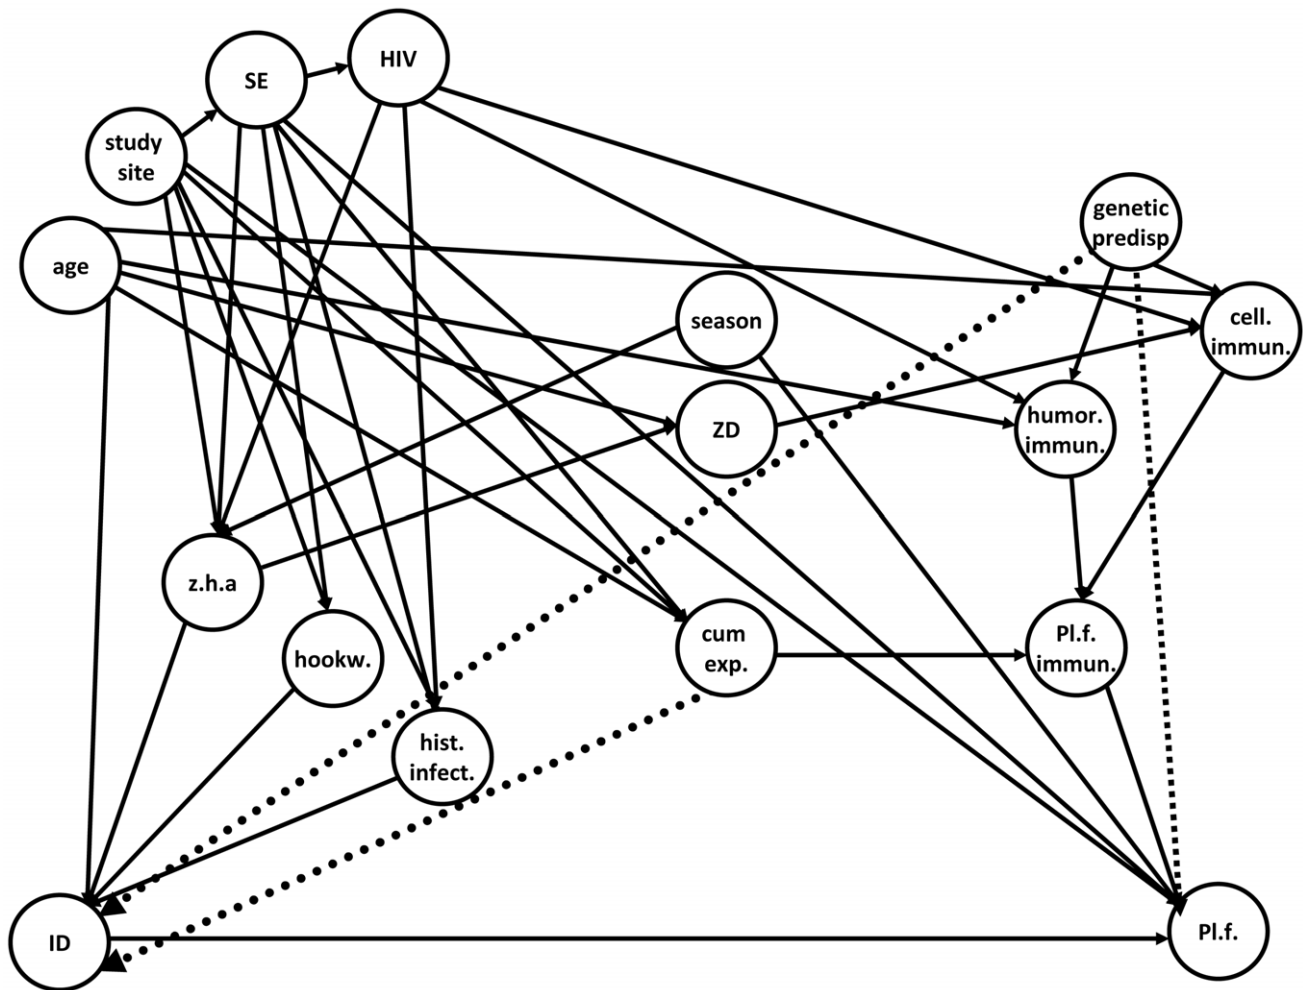 HIV
SE
study
site
genetic
predisp
age
season
cell.
immun.
ZD
humor.
immun.
z.h.a
hookw.
cum
exp.
Pl.f.
immun.
hist.
infect.
ID
Pl.f.